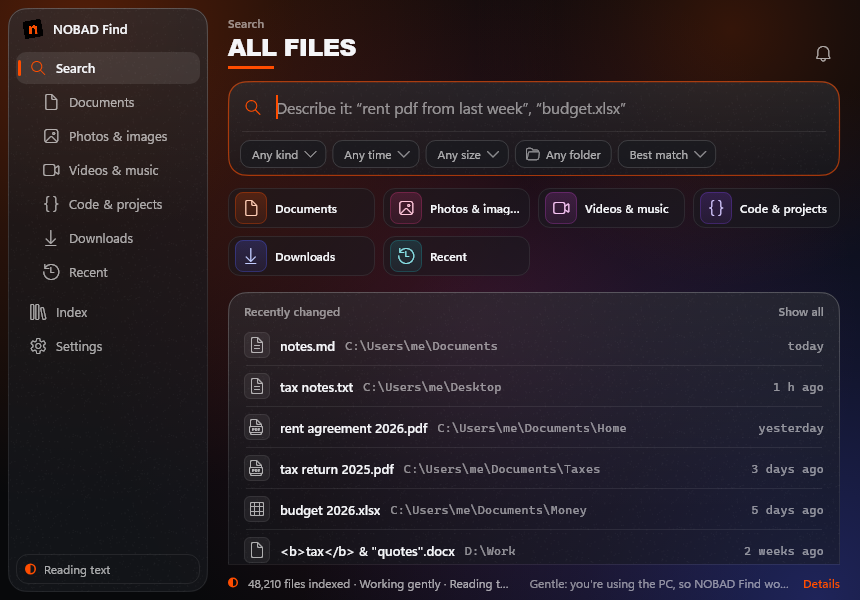 NOBAD Find
Search
Documents
Photos & images
Videos & music
Code & projects
Downloads
Recent
Index
Settings
Reading text
Search
ALL FILES
Describe it: “rent pdf from last week”, “budget.xlsx”
Any kind
Any time
Any size
Any folder
Best match
Documents
Photos & imag...
Videos & music
Code & projects
Downloads
Recent
Recently changed Show all
notes.md C:\Users\me\Documents today
tax notes.txt C:\Users\me\Desktop 1 h ago
rent agreement 2026.pdf C:\Users\me\Documents\Home yesterday
tax return 2025.pdf C:\Users\me\Documents\Taxes 3 days ago
budget 2026.xlsx C:\Users\me\Documents\Money 5 days ago
<b>tax</b> & "quotes".docx D:\Work 2 weeks ago
48,210 files indexed · Working gently · Reading t... Gentle: you're using the PC, so NOBAD Find wo... Details